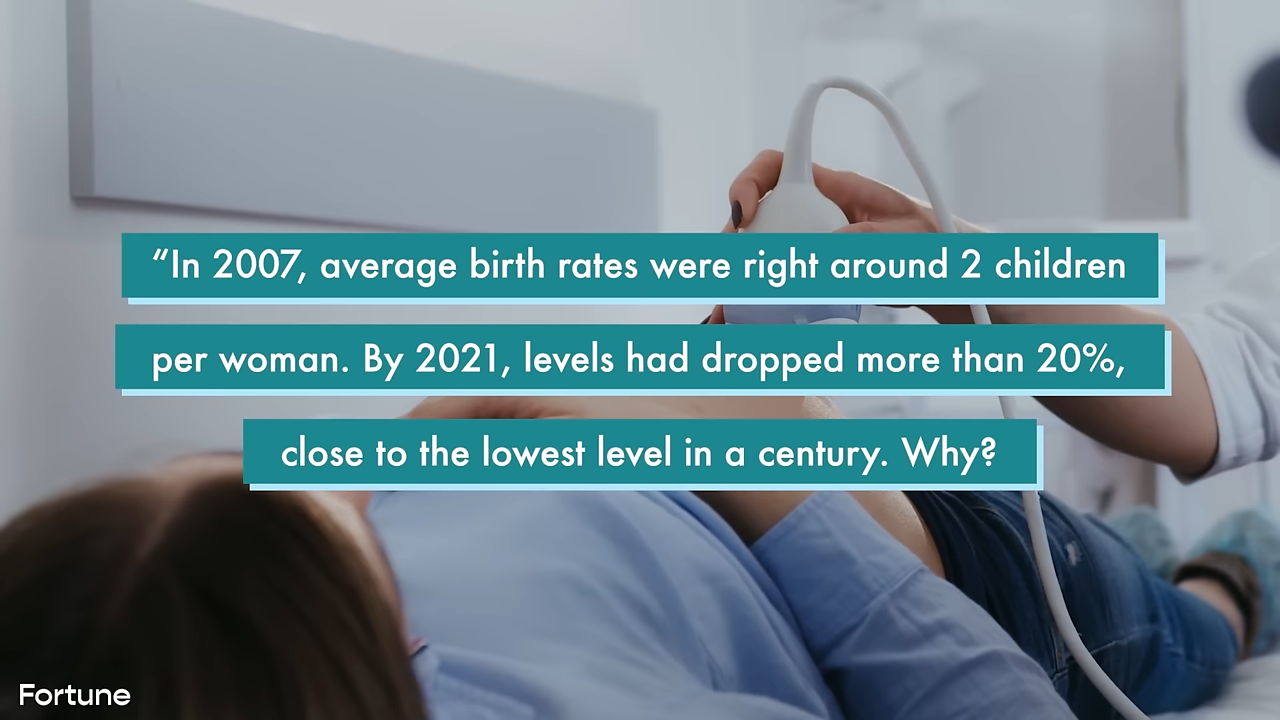 “In 2007, average birth rates were right around 2 children
per woman. By 2021, levels had dropped more than 20%,
close to the lowest level in a century. Why?
Fortune